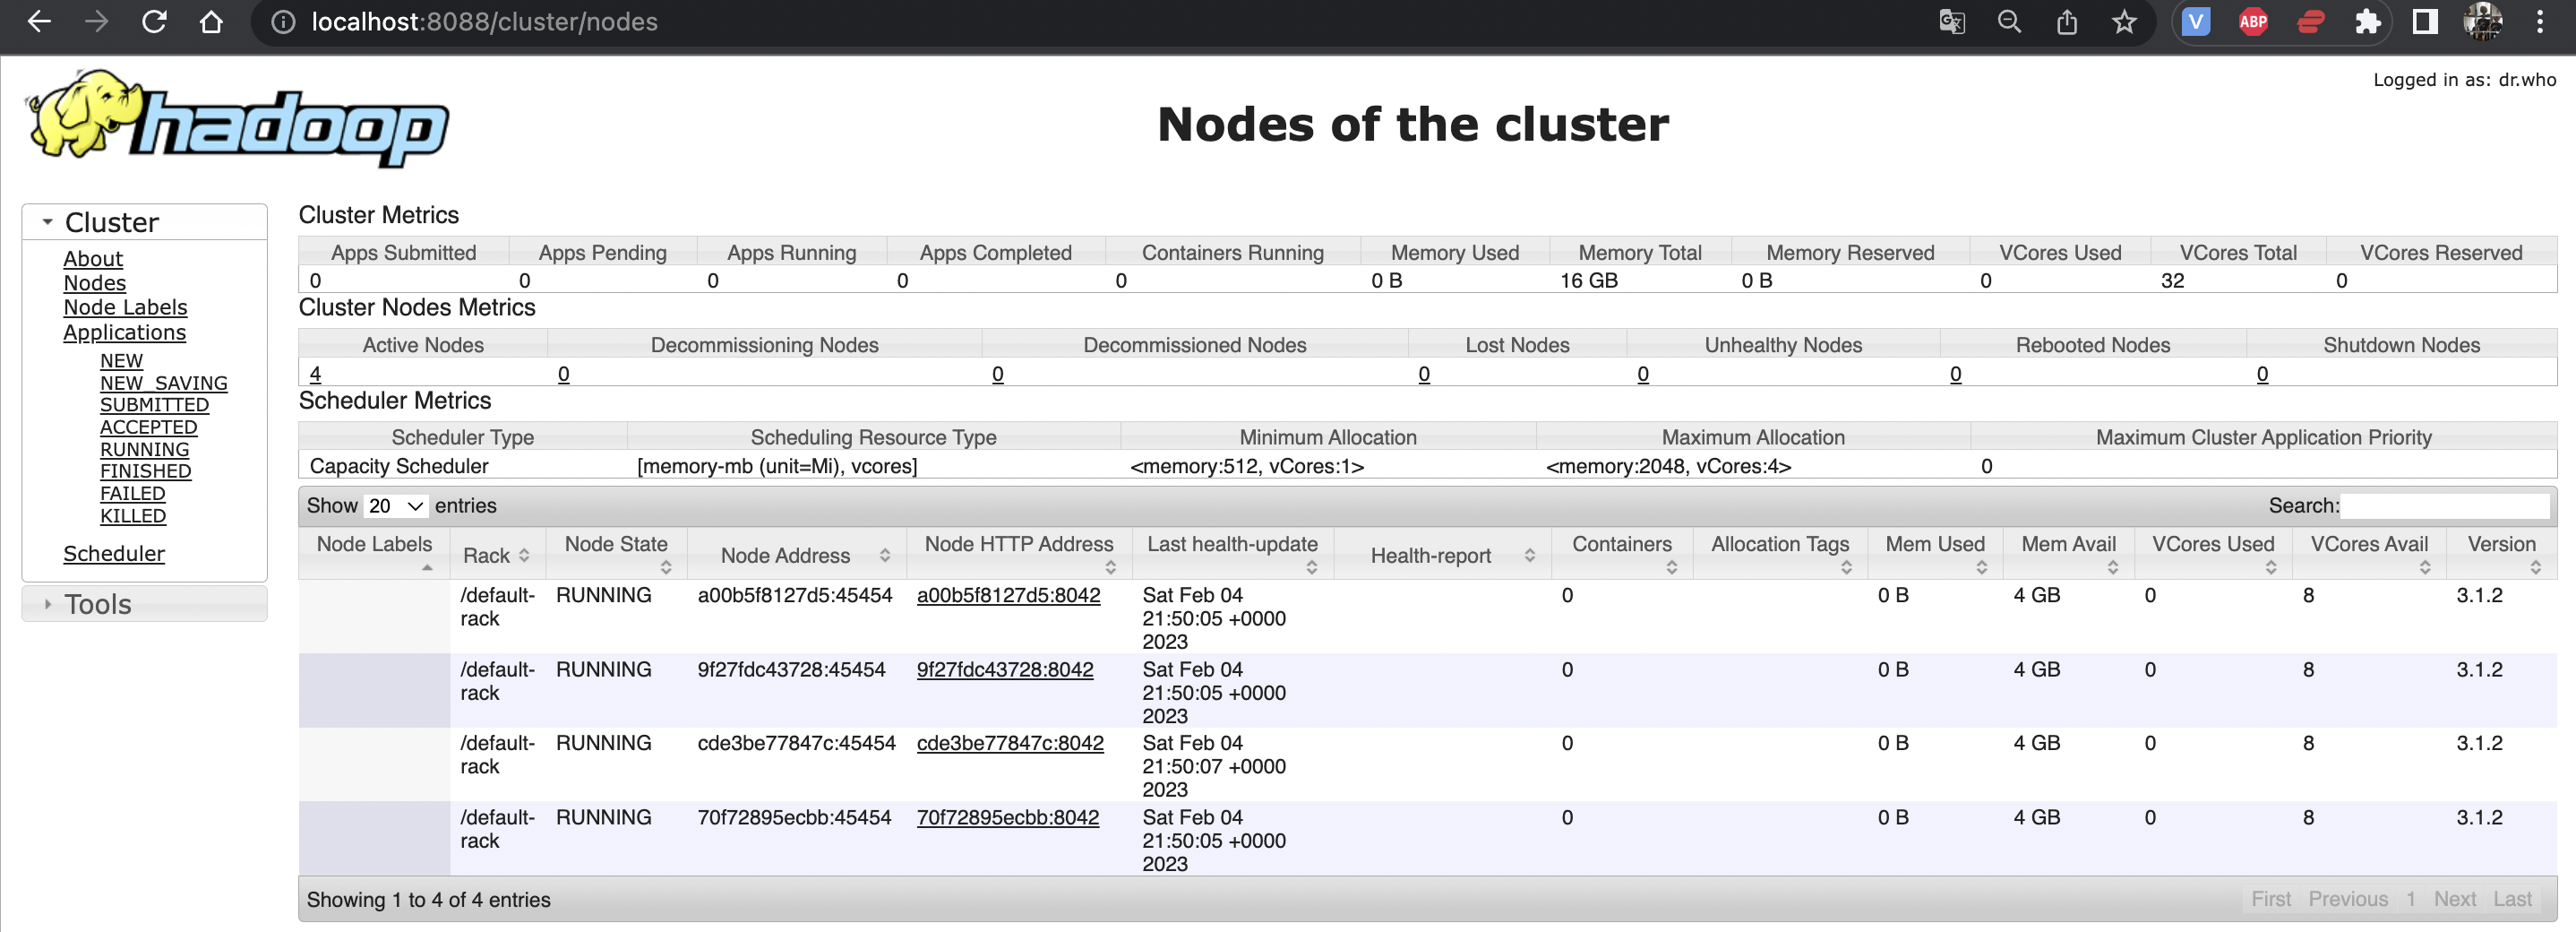 localhost:8088/cluster/nodes
V
ABP
Logged in as: dr.who
hadoop
Nodes of the cluster
Cluster
About
Nodes
Node Labels
Applications
NEW
NEW_SAVING
SUBMITTED
ACCEPTED
RUNNING
FINISHED
FAILED
KILLED
Scheduler
Tools
Cluster Metrics
Apps Submitted Apps Pending Apps Running Apps Completed Containers Running Memory Used Memory Total Memory Reserved VCores Used VCores Total VCores Reserved
0 0 0 0 0 0 B 16 GB 0 B 0 32 0
Cluster Nodes Metrics
Active Nodes Decommissioning Nodes Decommissioned Nodes Lost Nodes Unhealthy Nodes Rebooted Nodes Shutdown Nodes
4 0 0 0 0 0 0
Scheduler Metrics
Scheduler Type Scheduling Resource Type Minimum Allocation Maximum Allocation Maximum Cluster Application Priority
Capacity Scheduler [memory-mb (unit=Mi), vcores] <memory:512, vCores:1> <memory:2048, vCores:4> 0
Show 20 entries Search:
Node Labels Rack Node State Node Address Node HTTP Address Last health-update Health-report Containers Allocation Tags Mem Used Mem Avail VCores Used VCores Avail Version
/default- RUNNING a00b5f8127d5:45454 a00b5f8127d5:8042 Sat Feb 04 0 0 B 4 GB 0 8 3.1.2
rack 21:50:05 +0000
2023
/default- RUNNING 9f27fdc43728:45454 9f27fdc43728:8042 Sat Feb 04 0 0 B 4 GB 0 8 3.1.2
rack 21:50:05 +0000
2023
/default- RUNNING cde3be77847c:45454 cde3be77847c:8042 Sat Feb 04 0 0 B 4 GB 0 8 3.1.2
rack 21:50:07 +0000
2023
/default- RUNNING 70f72895ecbb:45454 70f72895ecbb:8042 Sat Feb 04 0 0 B 4 GB 0 8 3.1.2
rack 21:50:05 +0000
2023
Showing 1 to 4 of 4 entries First Previous 1 Next Last